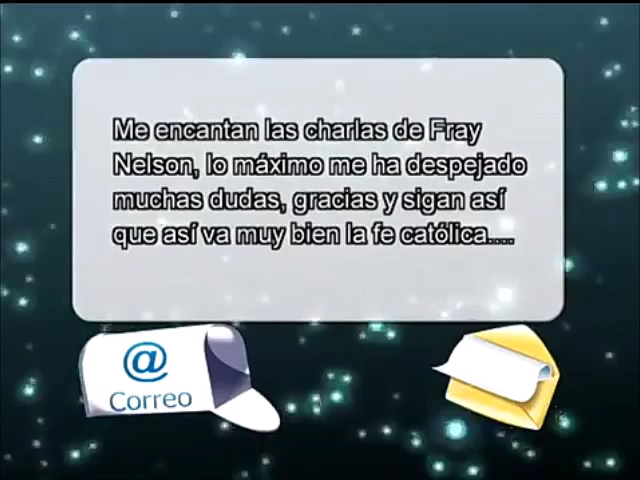 Me encantan las charlas de Fray
Nelson, lo máximo me ha despejado
muchas dudas, gracias y sigan así
que así va muy bien la fe católica....
@
Correo